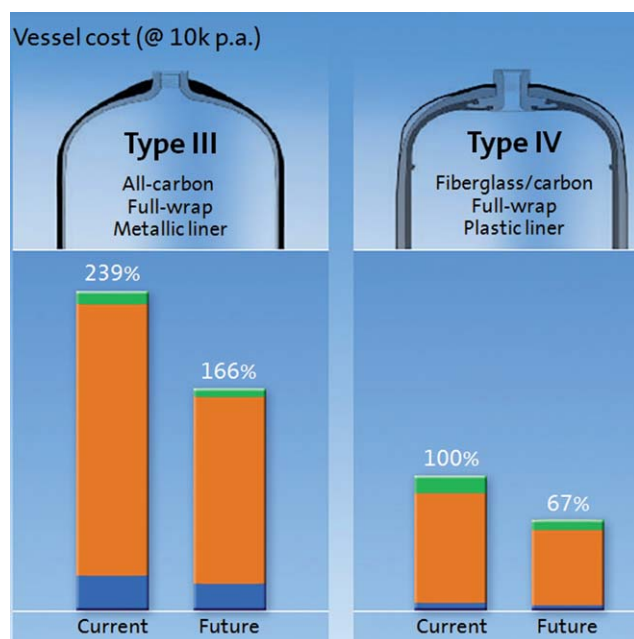 Vessel cost (@ 10k p.a.)
Type III
All-carbon
Full-wrap
Metallic liner
Type IV
Fiberglass/carbon
Full-wrap
Plastic liner
239%
166%
100%
67%
Current
Future
Current
Future